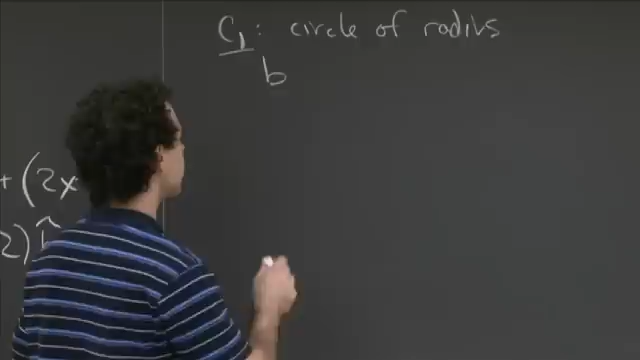 C₁: circle of radius
b
+ (2x
2) ĵ